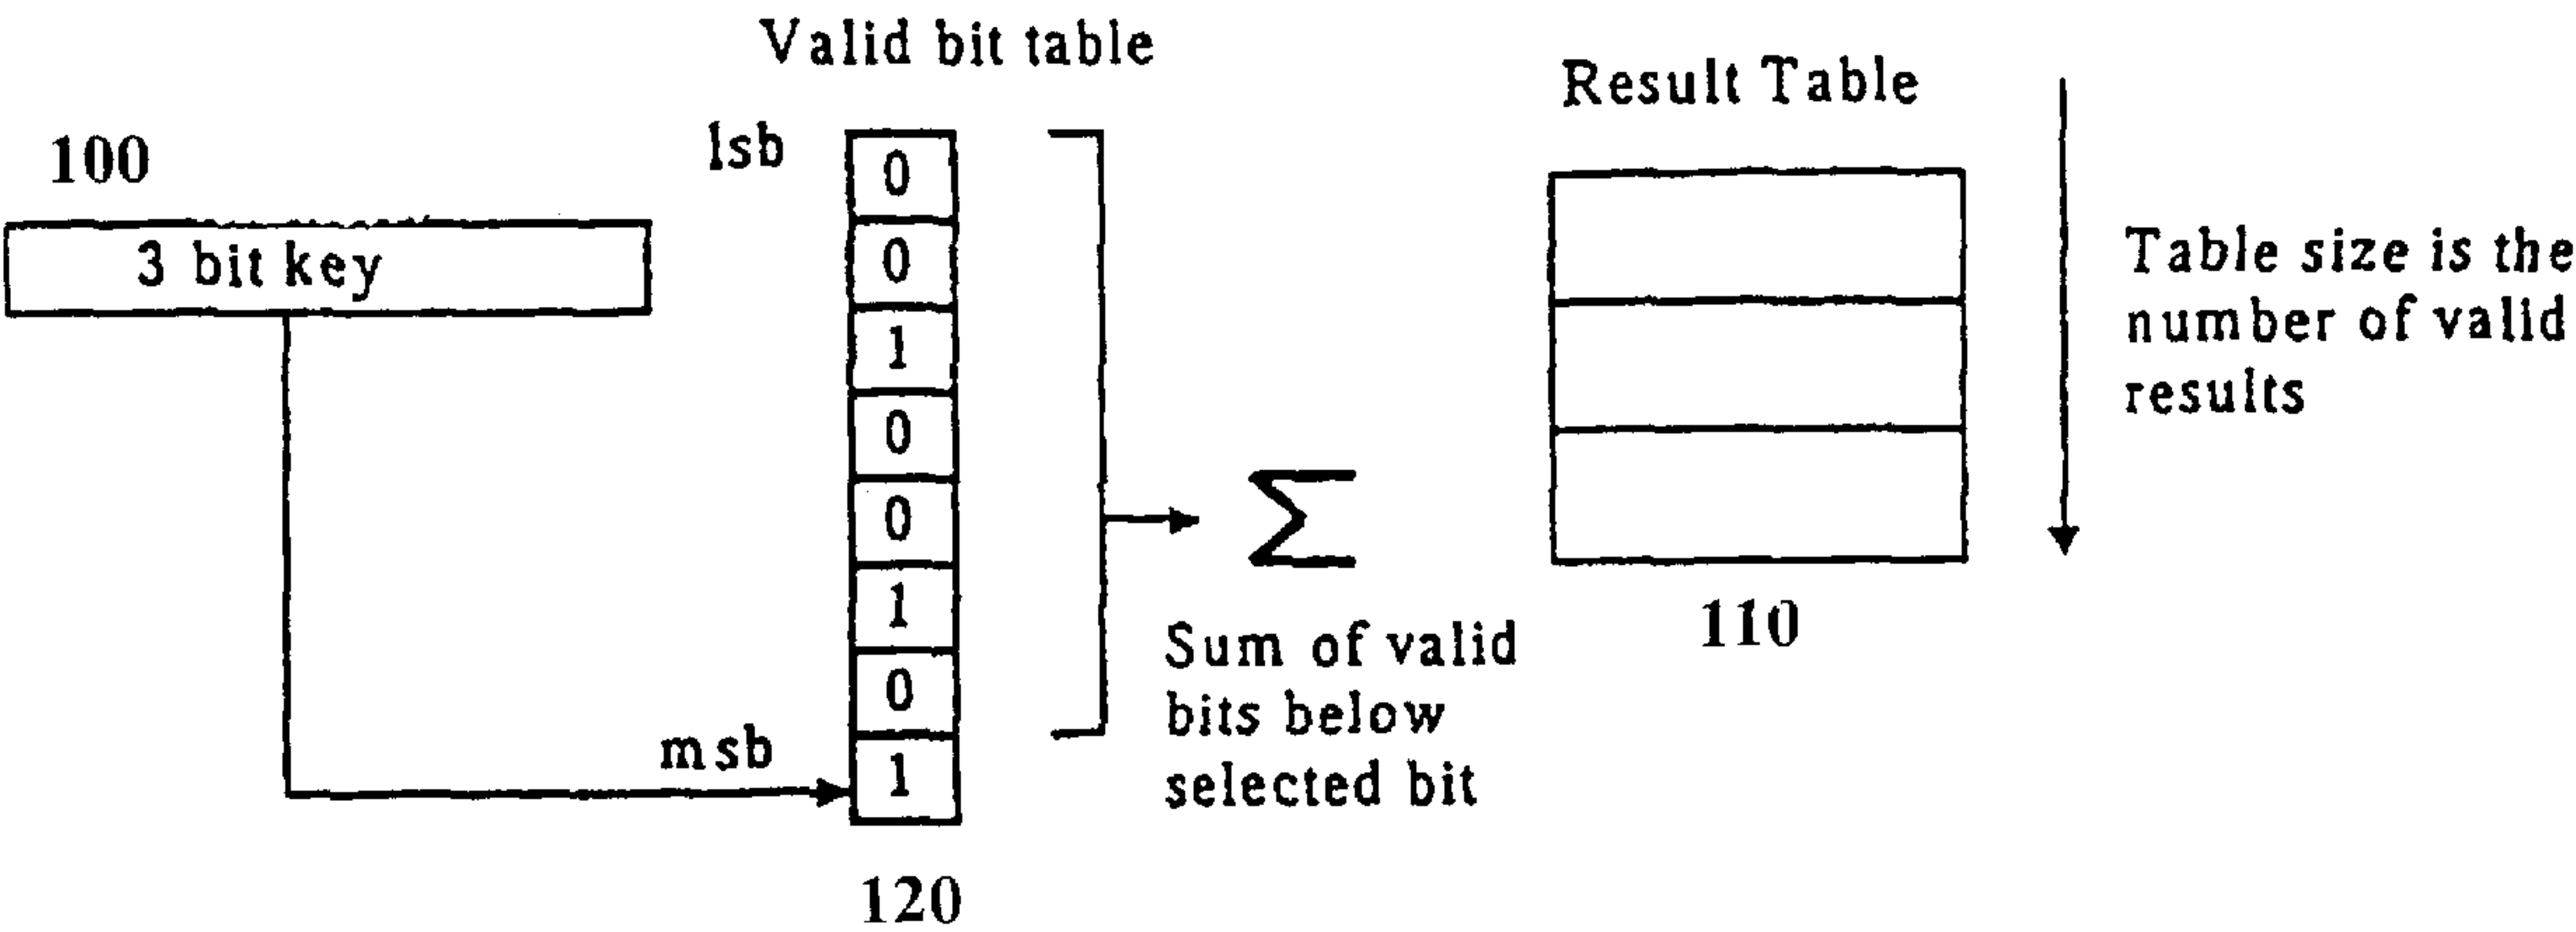 Valid bit table
Result Table
lsb
100
3 bit key
0
0
1
0
0
1
0
1
msb
120
Sum of valid
bits below
selected bit
Table size is the
number of valid
results
110